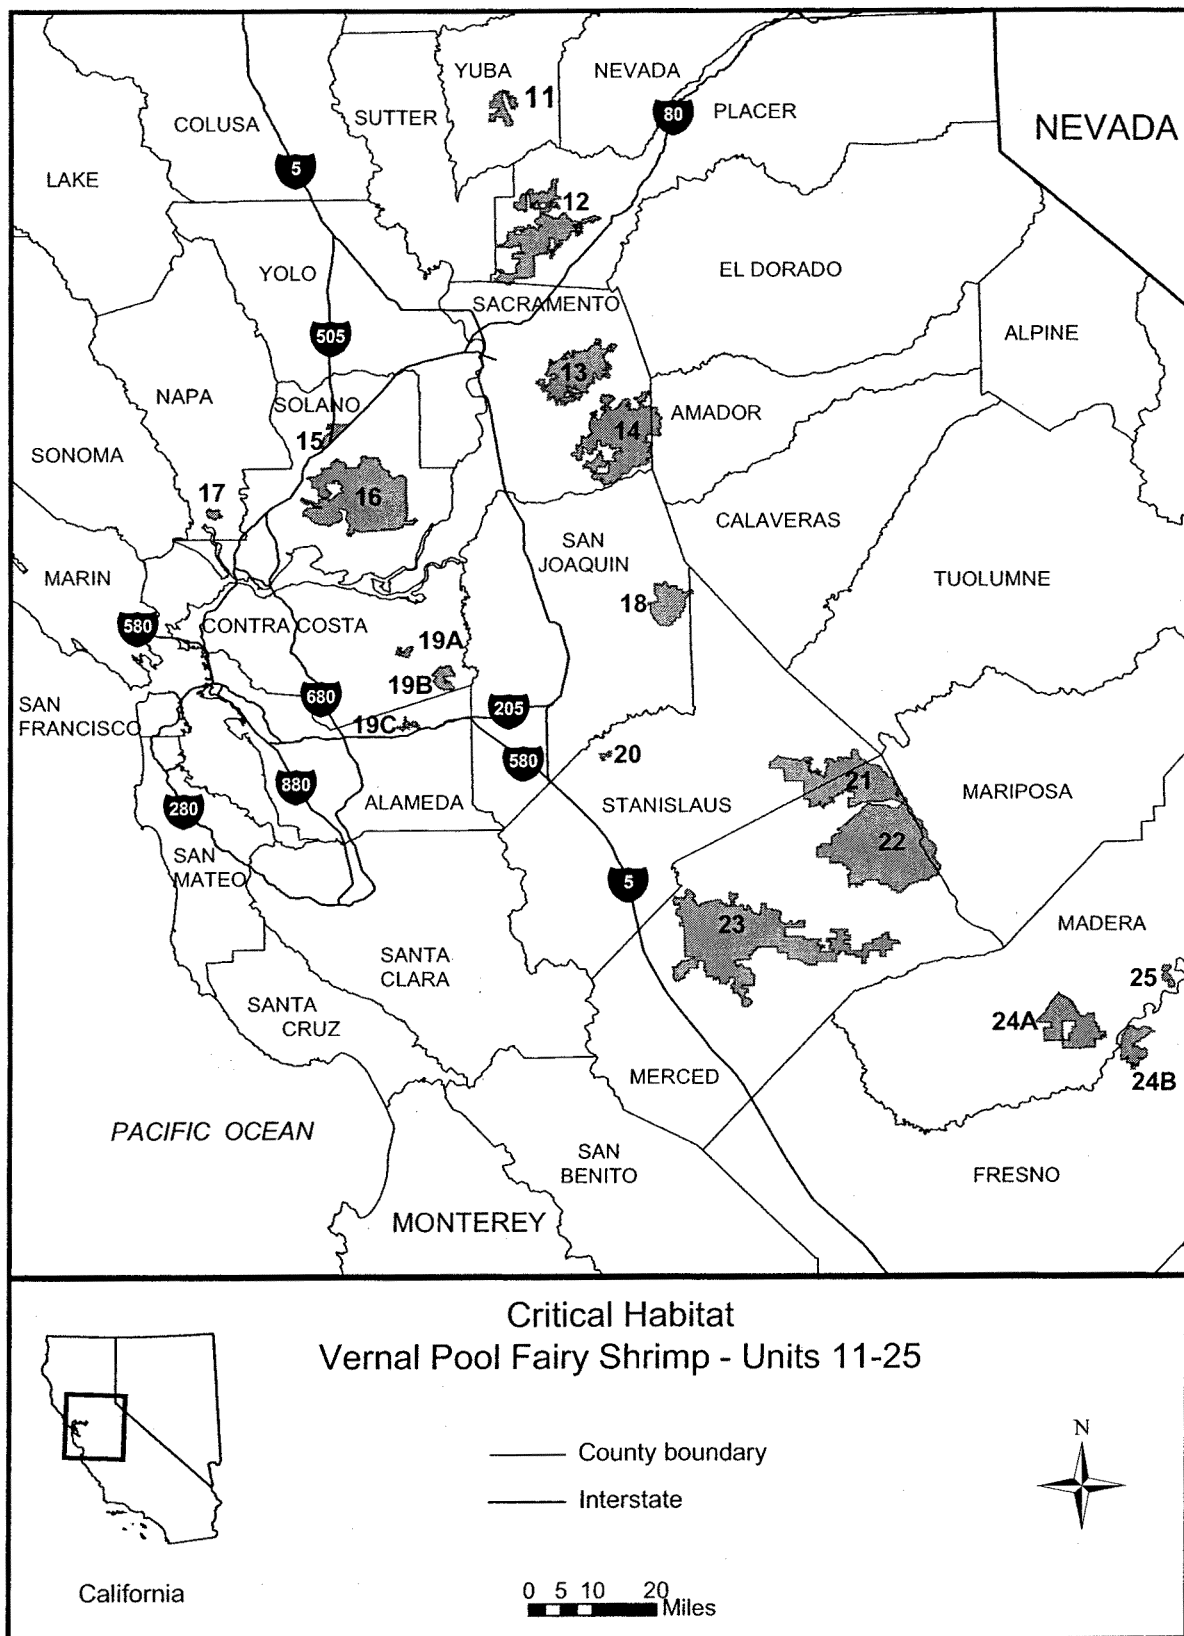 YUBA
NEVADA
11
PLACER
80
SUTTER
COLUSA
NEVADA
5
LAKE
12
YOLO
EL DORADO
SACRAMENTO
505
ALPINE
13
NAPA
SOLANO
AMADOR
14
15
SONOMA
17
16
CALAVERAS
SAN
JOAQUIN
MARIN
TUOLUMNE
18
580
CONTRA COSTA
19A
19B
680
SAN
FRANCISCO
205
19C
20
580
21
880
MARIPOSA
ALAMEDA
STANISLAUS
280
22
SAN
MATEO
5
23
MADERA
SANTA
CLARA
25
SANTA
CRUZ
24A
MERCED
24B
PACIFIC OCEAN
SAN
BENITO
FRESNO
MONTEREY
Critical Habitat
Vernal Pool Fairy Shrimp - Units 11-25
County boundary
Interstate
N
California
0 5 10 20
Miles